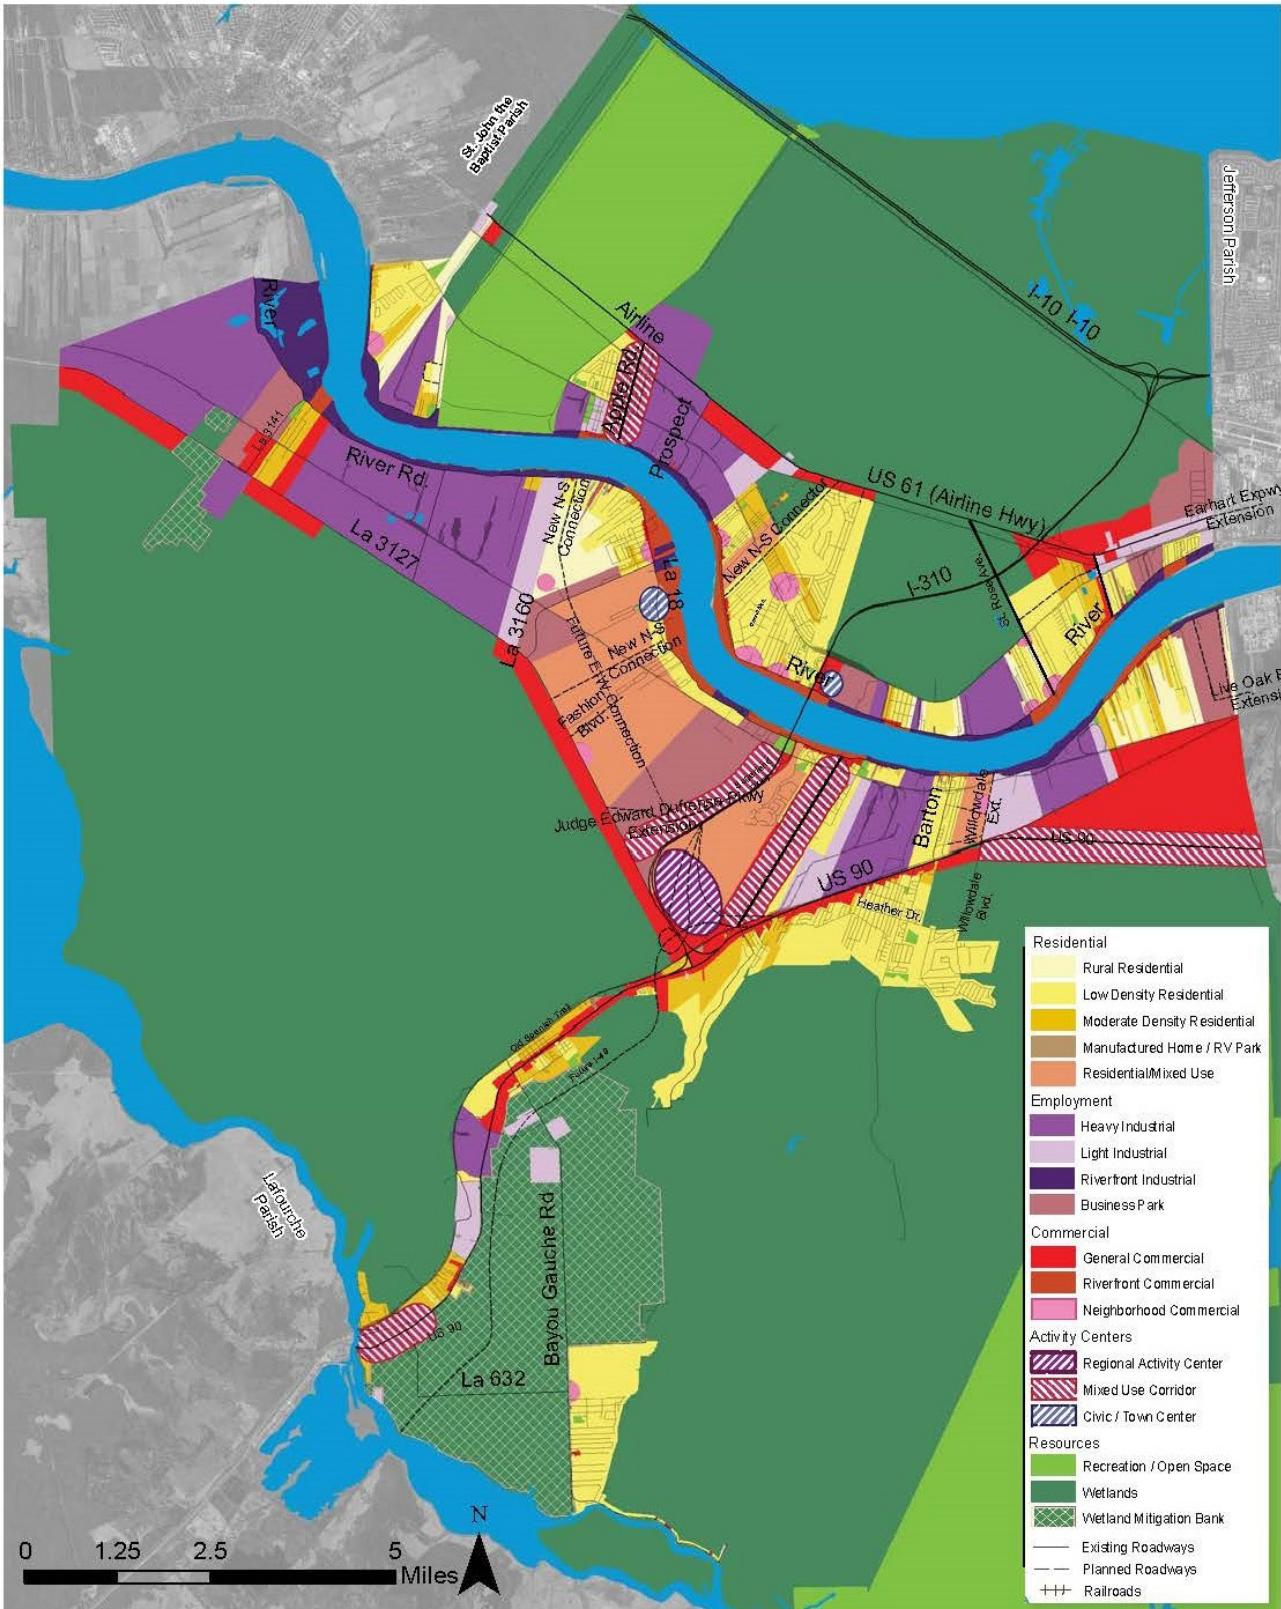 St. John the
Baptist Parish
Jefferson Parish
I-10 I-10
River
Airline
Apple Rd.
Prospect
La 3141
River Rd.
US 61 (Airline Hwy)
Earhart Expwy
Extension
New N-S
Connection
New N-S Connector
La 3127
I-310
St. Rose Ave.
La 18
La 3160
River
New N-S
Connection
Future E-W Connection
River
Live Oak B
Extensi
Fashion
Blvd.
Judge Edward Dufresne Pkwy
Extension
Barton
Willowdale
Ext.
US 90
US 90
Heather Dr.
Willowdale
Blvd.
Old Spanish Trail
Future I-49
Lafourche
Parish
Bayou Gauche Rd
US 90
La 632
N
0 1.25 2.5 5
Miles
Residential
Rural Residential
Low Density Residential
Moderate Density Residential
Manufactured Home / RV Park
Residential/Mixed Use
Employment
Heavy Industrial
Light Industrial
Riverfront Industrial
Business Park
Commercial
General Commercial
Riverfront Commercial
Neighborhood Commercial
Activity Centers
Regional Activity Center
Mixed Use Corridor
Civic / Town Center
Resources
Recreation / Open Space
Wetlands
Wetland Mitigation Bank
Existing Roadways
Planned Roadways
Railroads